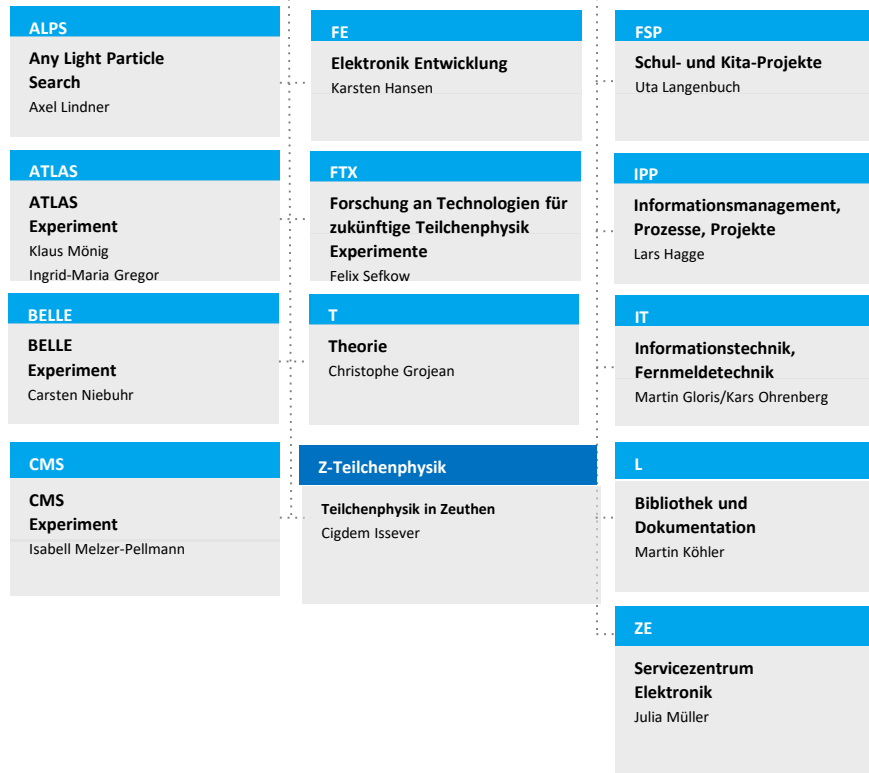 ALPS
Any Light Particle
Search
Axel Lindner
FE
Elektronik Entwicklung
Karsten Hansen
FSP
Schul- und Kita-Projekte
Uta Langenbuch
ATLAS
ATLAS
Experiment
Klaus Mönig
Ingrid-Maria Gregor
FTX
Forschung an Technologien für
zukünftige Teilchenphysik
Experimente
Felix Sefkow
IPP
Informationsmanagement,
Prozesse, Projekte
Lars Hagge
BELLE
BELLE
Experiment
Carsten Niebuhr
T
Theorie
Christophe Grojean
IT
Informationstechnik,
Fernmeldetechnik
Martin Gloris/Kars Ohrenberg
CMS
CMS
Experiment
Isabell Melzer-Pellmann
Z-Teilchenphysik
Teilchenphysik in Zeuthen
Cigdem Issever
L
Bibliothek und
Dokumentation
Martin Köhler
ZE
Servicezentrum
Elektronik
Julia Müller